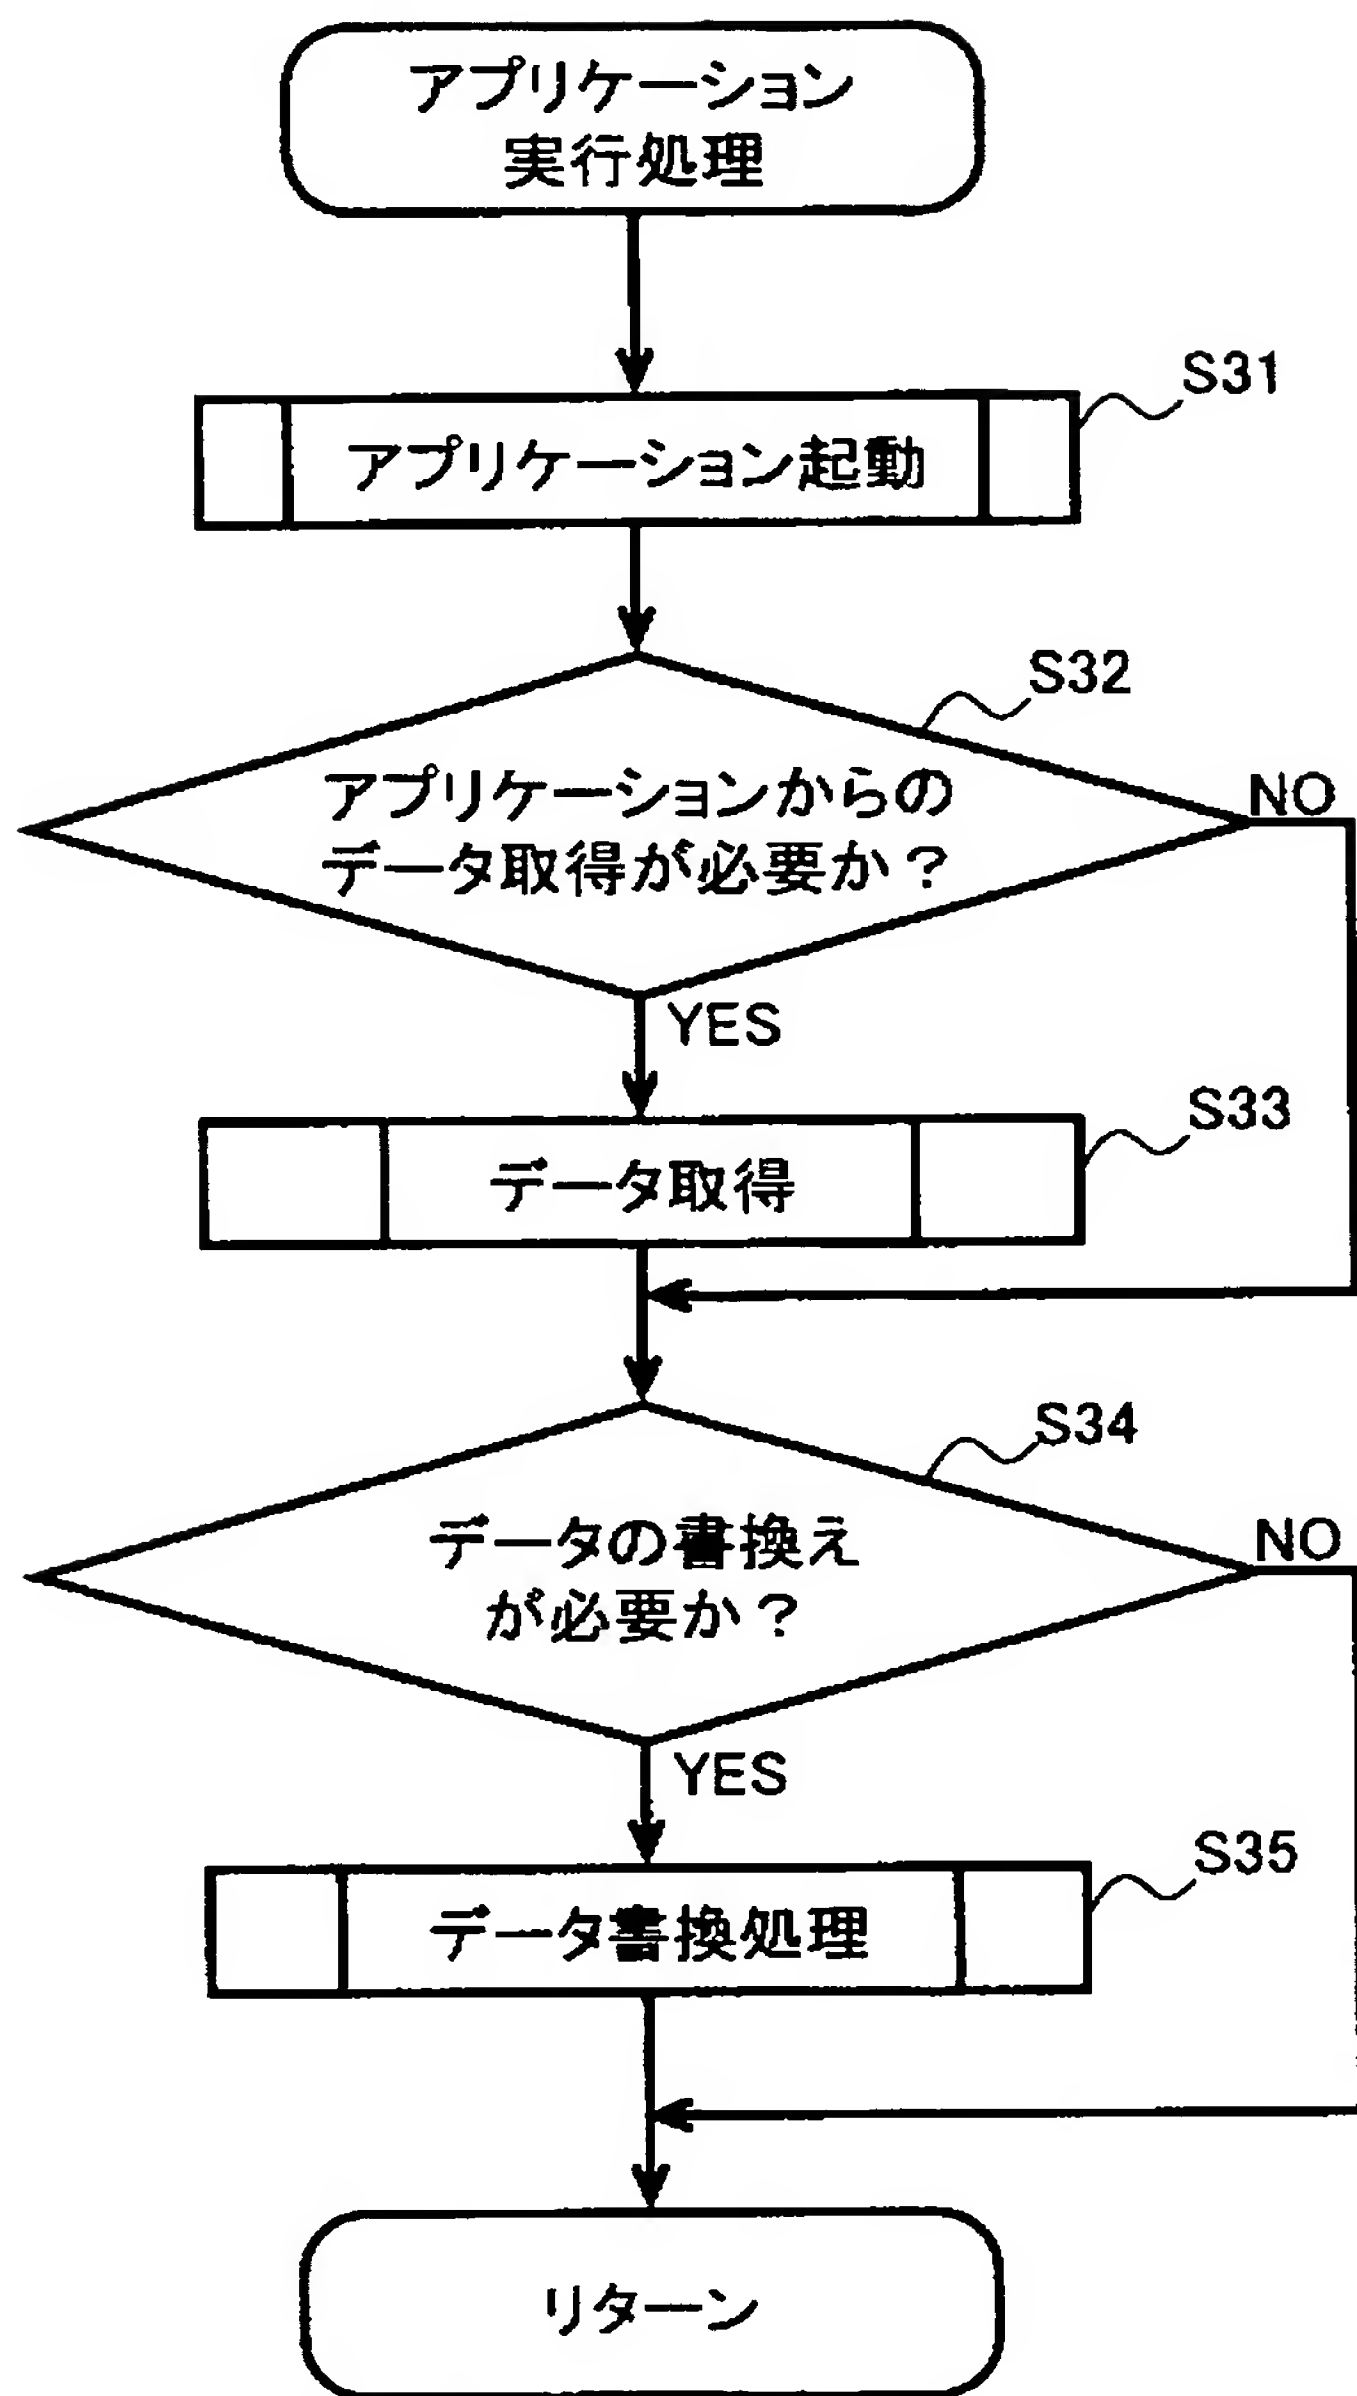 アプリケーション
実行処理
S31
アプリケーション起動
S32
アプリケーションからの
データ取得が必要か？
NO
YES
S33
データ取得
S34
データの書換え
が必要か？
NO
YES
S35
データ書換処理
リターン